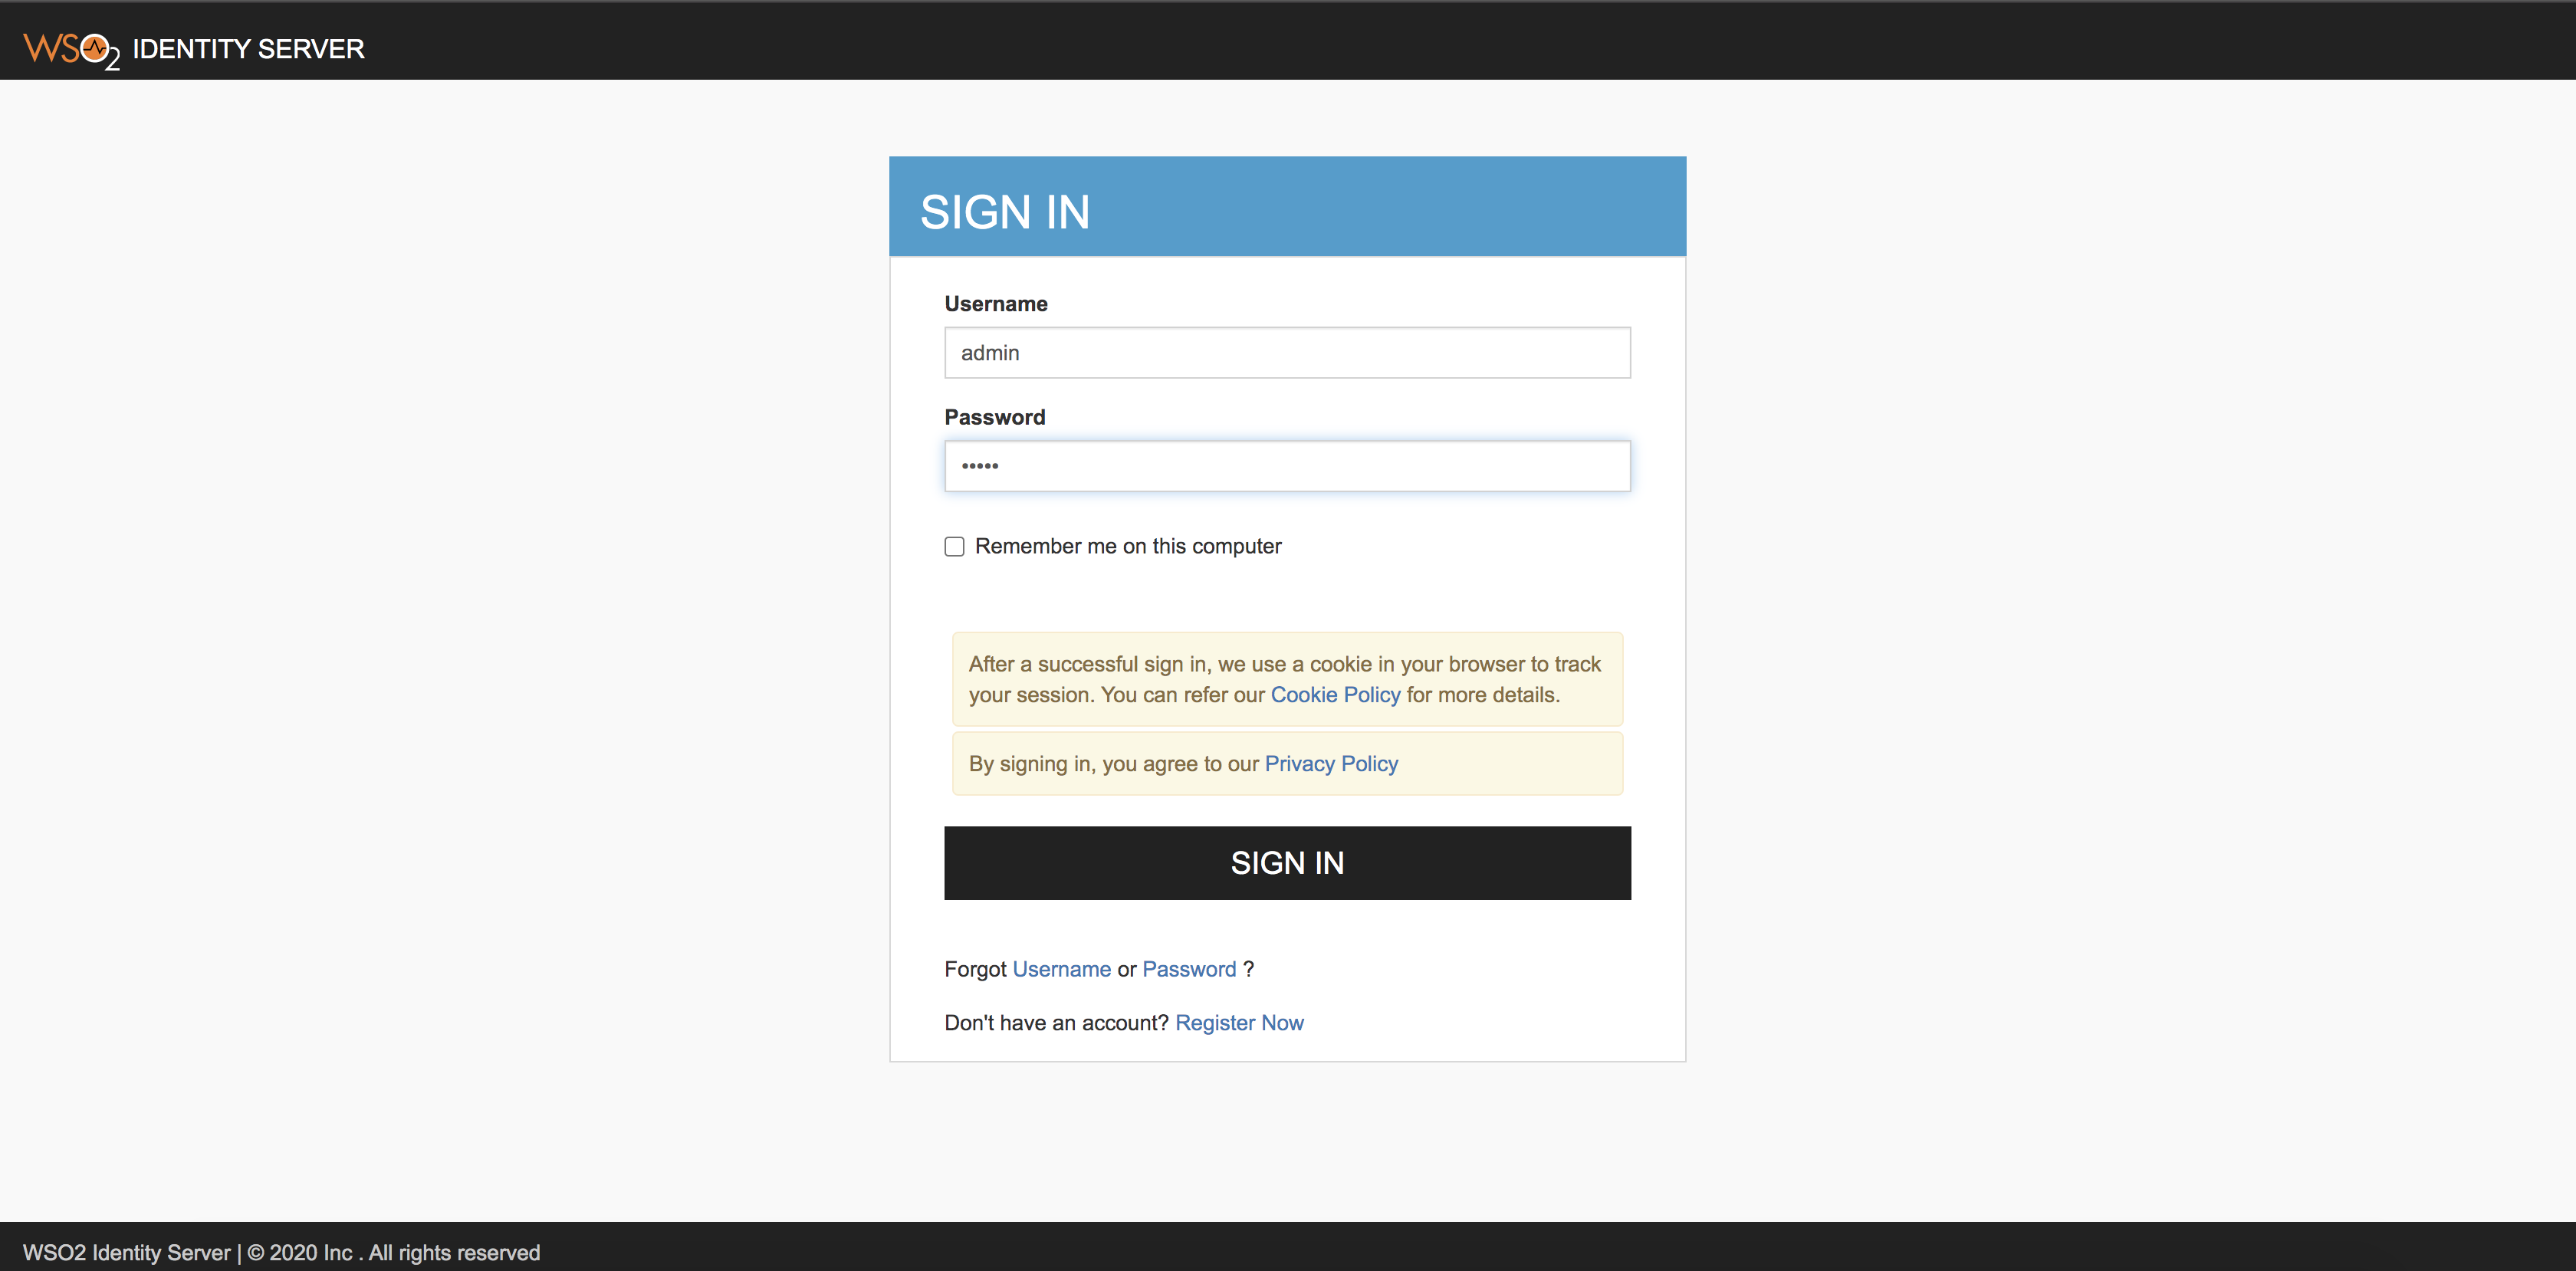 WSO2 IDENTITY SERVER
SIGN IN
Username
admin
Password
•••••
Remember me on this computer
After a successful sign in, we use a cookie in your browser to track
your session. You can refer our Cookie Policy for more details.
By signing in, you agree to our Privacy Policy
SIGN IN
Forgot Username or Password ?
Don't have an account? Register Now
WSO2 Identity Server | © 2020 Inc . All rights reserved